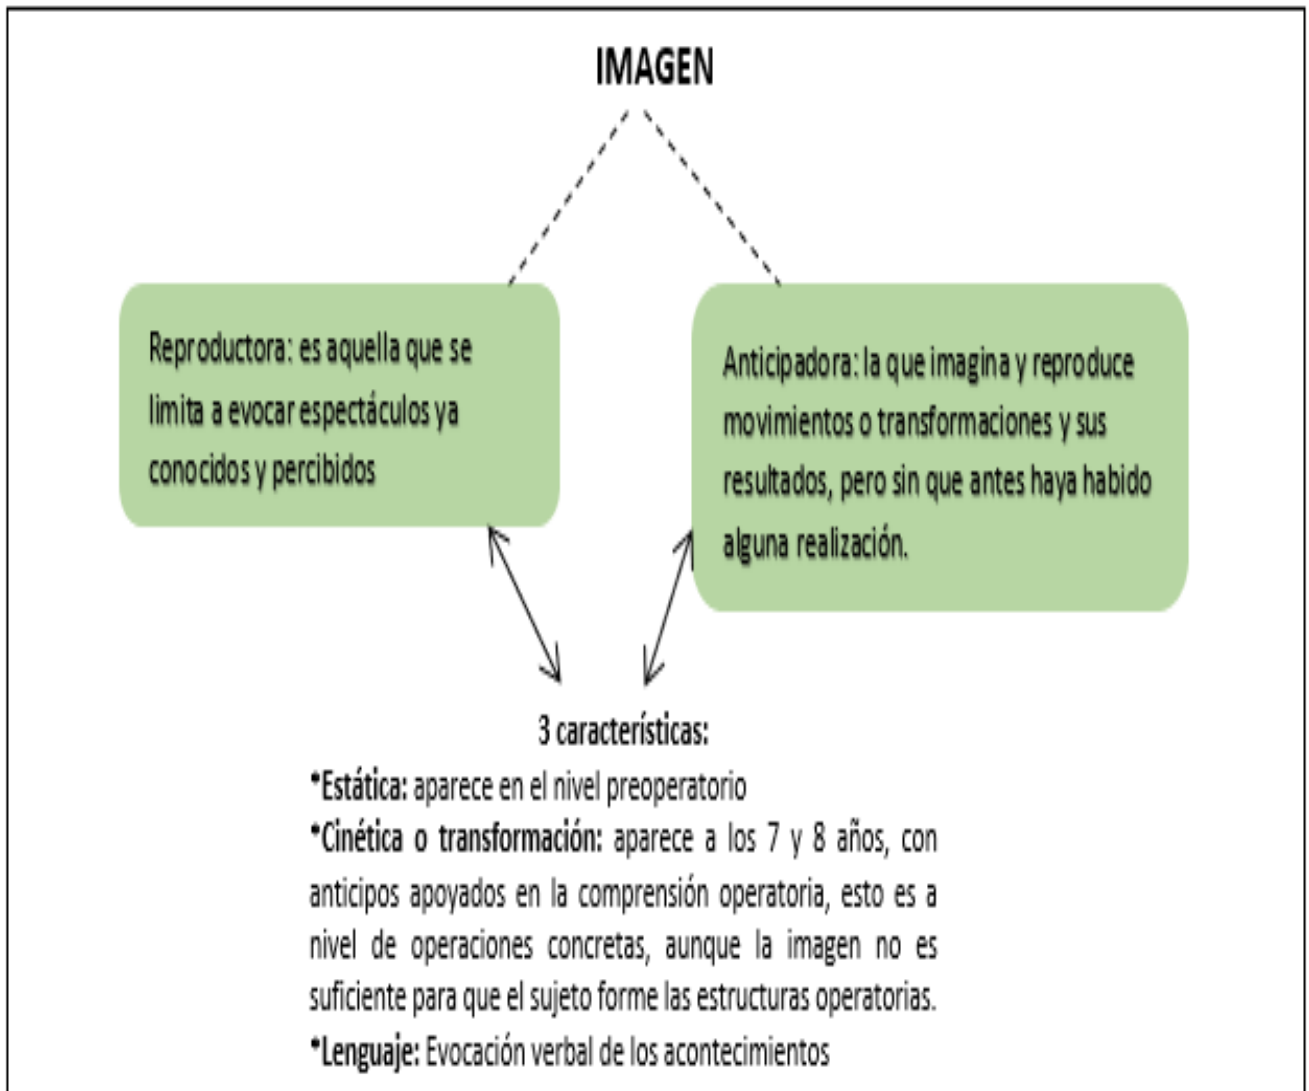 IMAGEN
Reproductora: es aquella que se
limita a evocar espectáculos ya
conocidos y percibidos
Anticipadora: la que imagina y reproduce
movimientos o transformaciones y sus
resultados, pero sin que antes haya habido
alguna realización.
3 características:
*Estática: aparece en el nivel preoperatorio
*Cinética o transformación: aparece a los 7 y 8 años, con
anticipos apoyados en la comprensión operatoria, esto es a
nivel de operaciones concretas, aunque la imagen no es
suficiente para que el sujeto forme las estructuras operatorias.
*Lenguaje: Evocación verbal de los acontecimientos